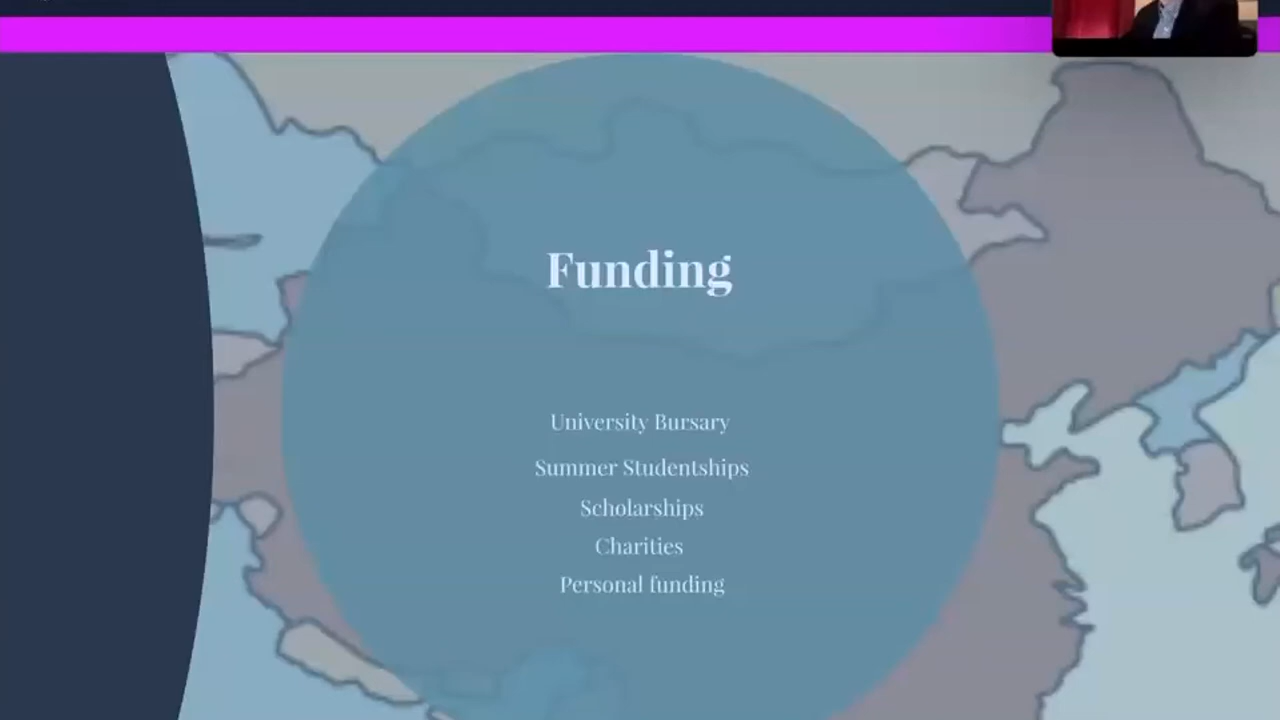 Funding
University Bursary
Summer Studentships
Scholarships
Charities
Personal funding